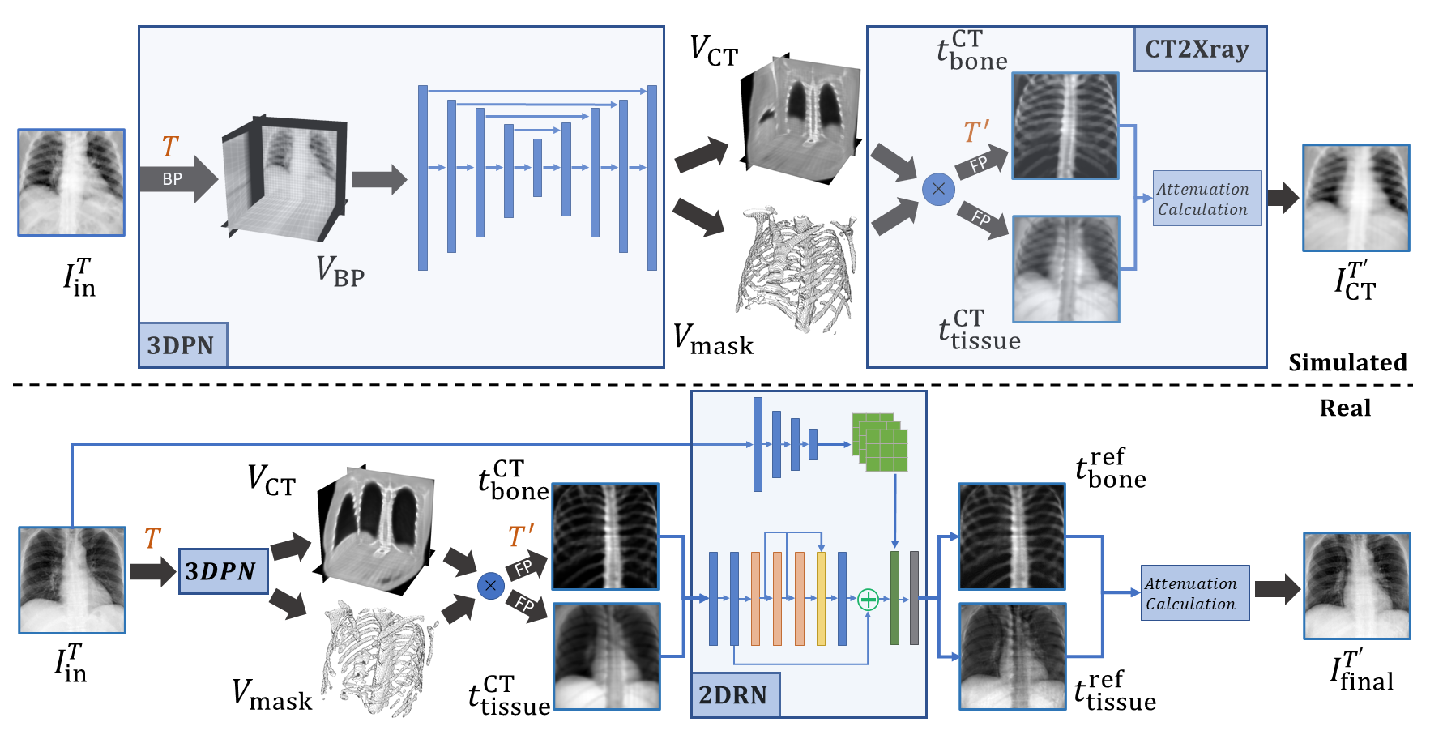 $I_{\text{in}}^{T}$
T
BP
$V_{\text{BP}}$
3DPN
$V_{\text{CT}}$
$V_{\text{mask}}$
T′
FP
FP
×
$t_{\text{bone}}^{\text{CT}}$
$t_{\text{tissue}}^{\text{CT}}$
CT2Xray
Attenuation
Calculation
$I_{\text{CT}}^{T'}$
Simulated
Real
$I_{\text{in}}^{T}$
T
3DPN
$V_{\text{CT}}$
$V_{\text{mask}}$
×
T′
FP
FP
$t_{\text{bone}}^{\text{CT}}$
$t_{\text{tissue}}^{\text{CT}}$
+
2DRN
$t_{\text{bone}}^{\text{ref}}$
$t_{\text{tissue}}^{\text{ref}}$
Attenuation
Calculation
$I_{\text{final}}^{T'}$